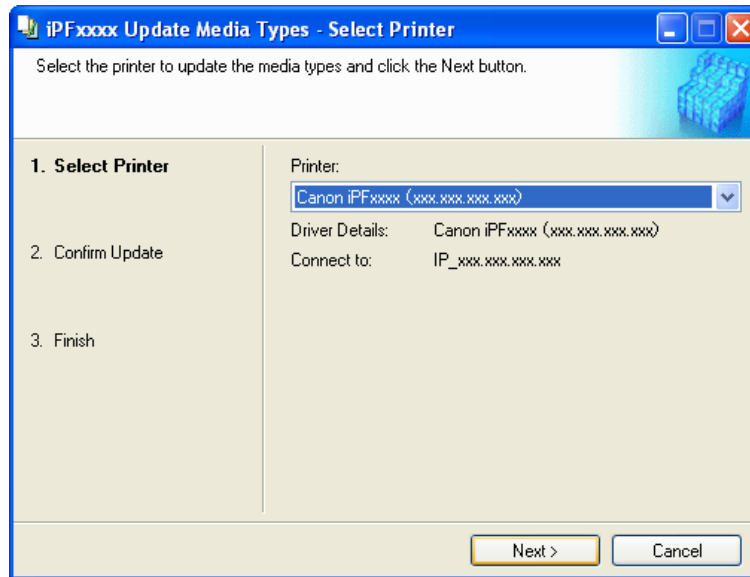 iPFxxxx Update Media Types - Select Printer
Select the printer to update the media types and click the Next button.
1. Select Printer
2. Confirm Update
3. Finish
Printer:
Canon iPFxxxx (xxx.xxx.xxx.xxx)
Driver Details: Canon iPFxxxx (xxx.xxx.xxx.xxx)
Connect to: IP_xxx.xxx.xxx.xxx
Next >
Cancel